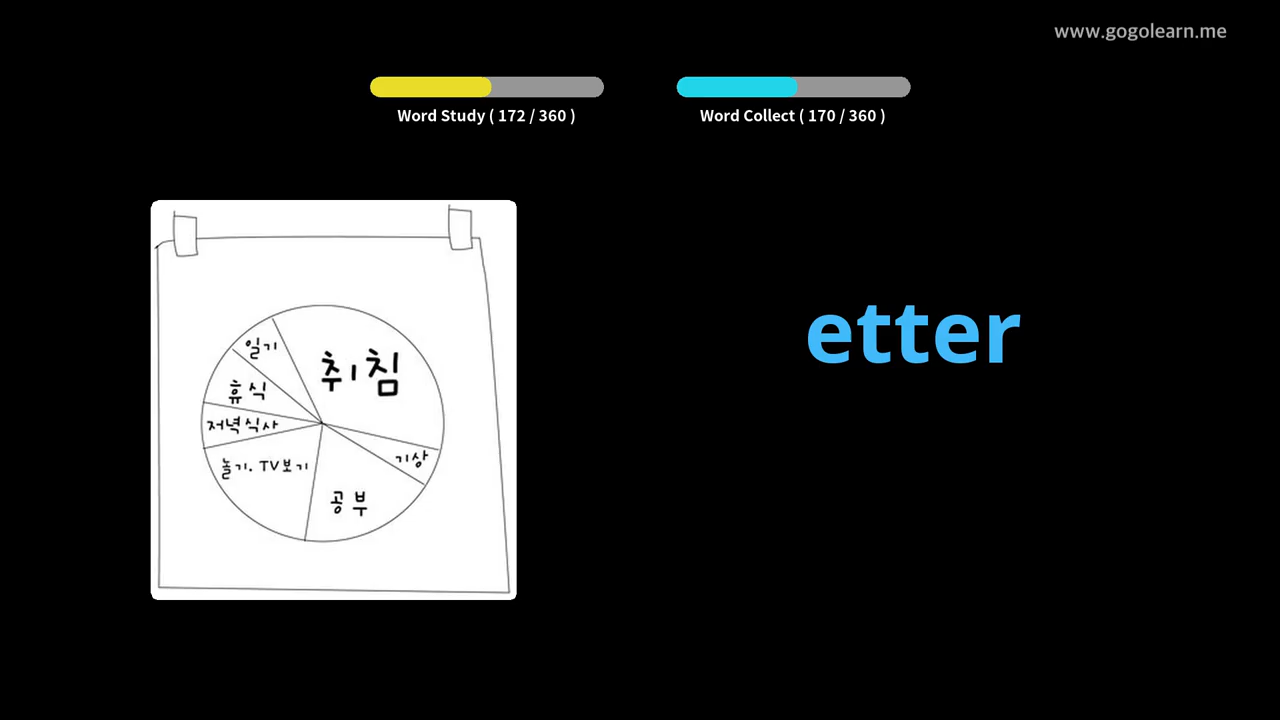 www.gogolearn.me
Word Study ( 172 / 360 )
Word Collect ( 170 / 360 )
etter
일기
취침
휴식
저녁식사
기상
놀기. TV보기
공부